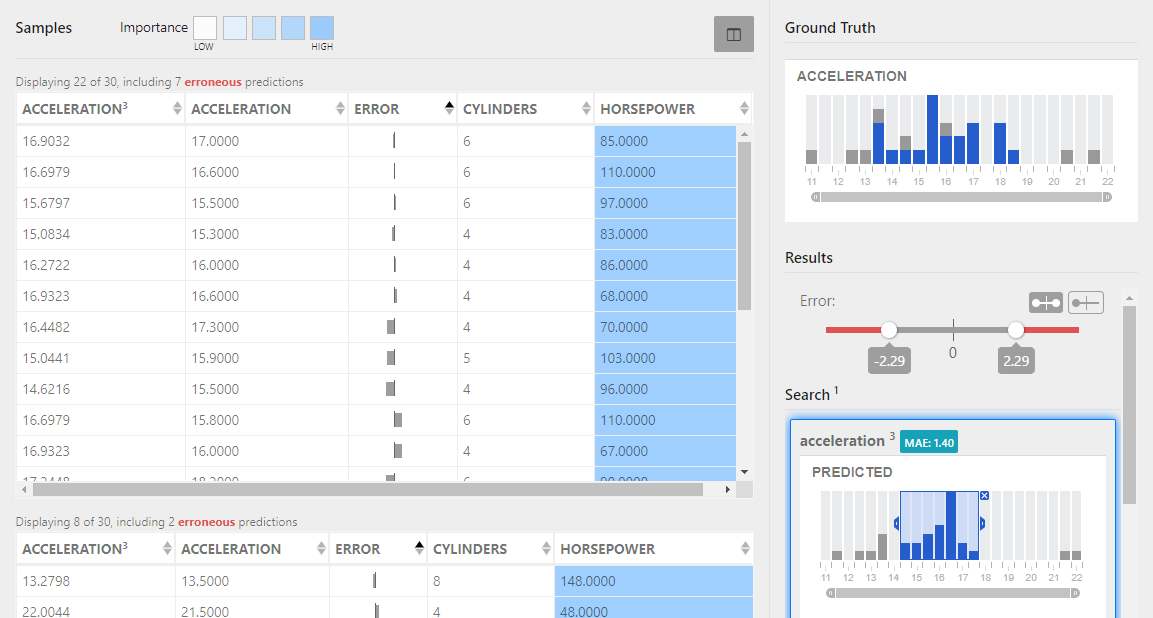 Samples
Importance
LOW
HIGH
Displaying 22 of 30, including 7 erroneous predictions
ACCELERATION3 ACCELERATION ERROR CYLINDERS HORSEPOWER
16.9032 17.0000 6 85.0000
16.6979 16.6000 6 110.0000
15.6797 15.5000 6 97.0000
15.0834 15.3000 4 83.0000
16.2722 16.0000 4 86.0000
16.9323 16.6000 4 68.0000
16.4482 17.3000 4 70.0000
15.0441 15.9000 5 103.0000
14.6216 15.5000 4 96.0000
16.6979 15.8000 6 110.0000
16.9323 16.0000 4 67.0000
Displaying 8 of 30, including 2 erroneous predictions
ACCELERATION3 ACCELERATION ERROR CYLINDERS HORSEPOWER
13.2798 13.5000 8 148.0000
22.0044 21.5000 4 48.0000
Ground Truth
ACCELERATION
11 12 13 14 15 16 17 18 19 20 21 22
Results
Error:
-2.29 0 2.29
Search 1
acceleration 3 MAE: 1.40
PREDICTED
11 12 13 14 15 16 17 18 19 20 21 22